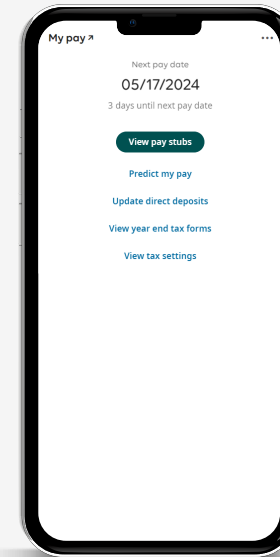 My pay
Next pay date
05/17/2024
3 days until next pay date
View pay stubs
Predict my pay
Update direct deposits
View year end tax forms
View tax settings